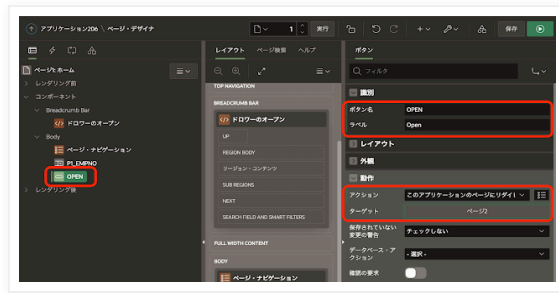 アプリケーション206 \ ページ・デザイナ
1
実行
保存
レイアウト
ページ検索
ヘルプ
ボタン
ページ1: ホーム
レンダリング前
コンポーネント
Breadcrumb Bar
ドロワーのオープン
Body
ページ・ナビゲーション
P1_EMPNO
OPEN
レンダリング後
TOP NAVIGATION
BREADCRUMB BAR
ドロワーのオープン
UP
REGION BODY
リージョン・コンテンツ
SUB REGIONS
NEXT
SEARCH FIELD AND SMART FILTERS
FULL WIDTH CONTENT
BODY
ページ・ナビゲーション
フィルタ
識別
ボタン名 OPEN
ラベル Open
レイアウト
外観
動作
アクション このアプリケーションのページにリダイレ
ターゲット ページ2
保存されていない変更の警告 チェックしない
データベース・アクション - 選択 -
確認の要求